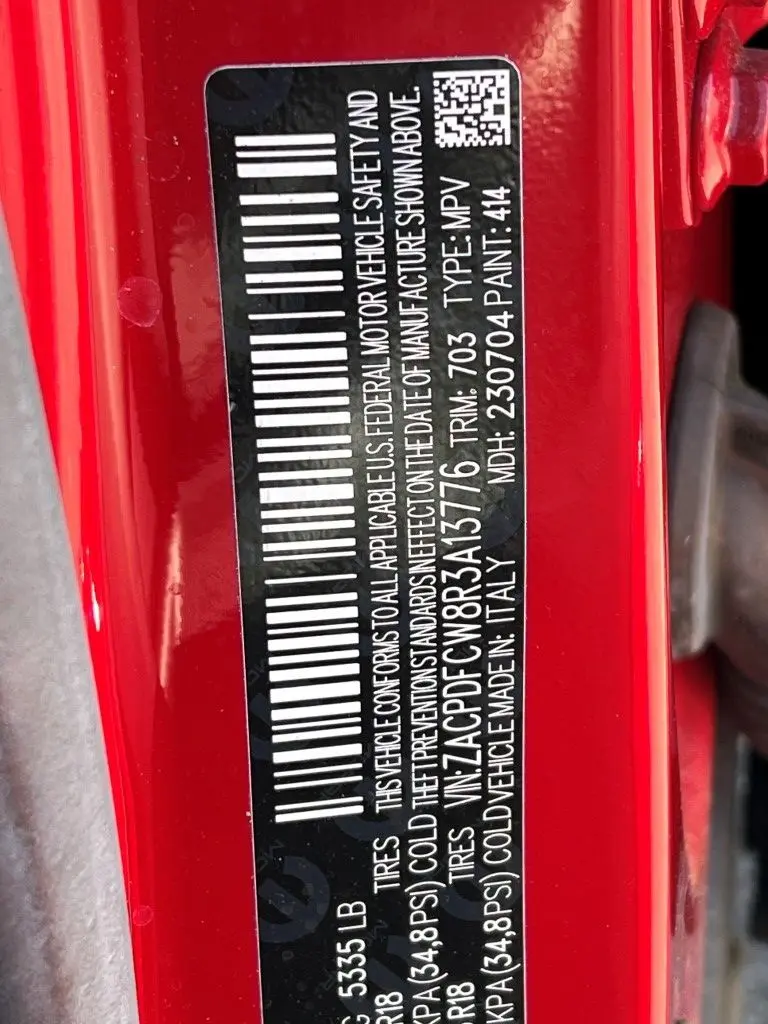 5335 LB
R18 TIRES THIS VEHICLE CONFORMS TO ALL APPLICABLE U.S. FEDERAL MOTOR VEHICLE SAFETY AND
KPA(34,8PSI) COLD THEFT PREVENTION STANDARDS IN EFFECT ON THE DATE OF MANUFACTURE SHOWN ABOVE.
R18 TIRES VIN: ZACPDFCW8R3A13776 TRIM: 703 TYPE: MPV
KPA(34,8PSI) COLD VEHICLE MADE IN: ITALY MDH: 230704 PAINT: 414